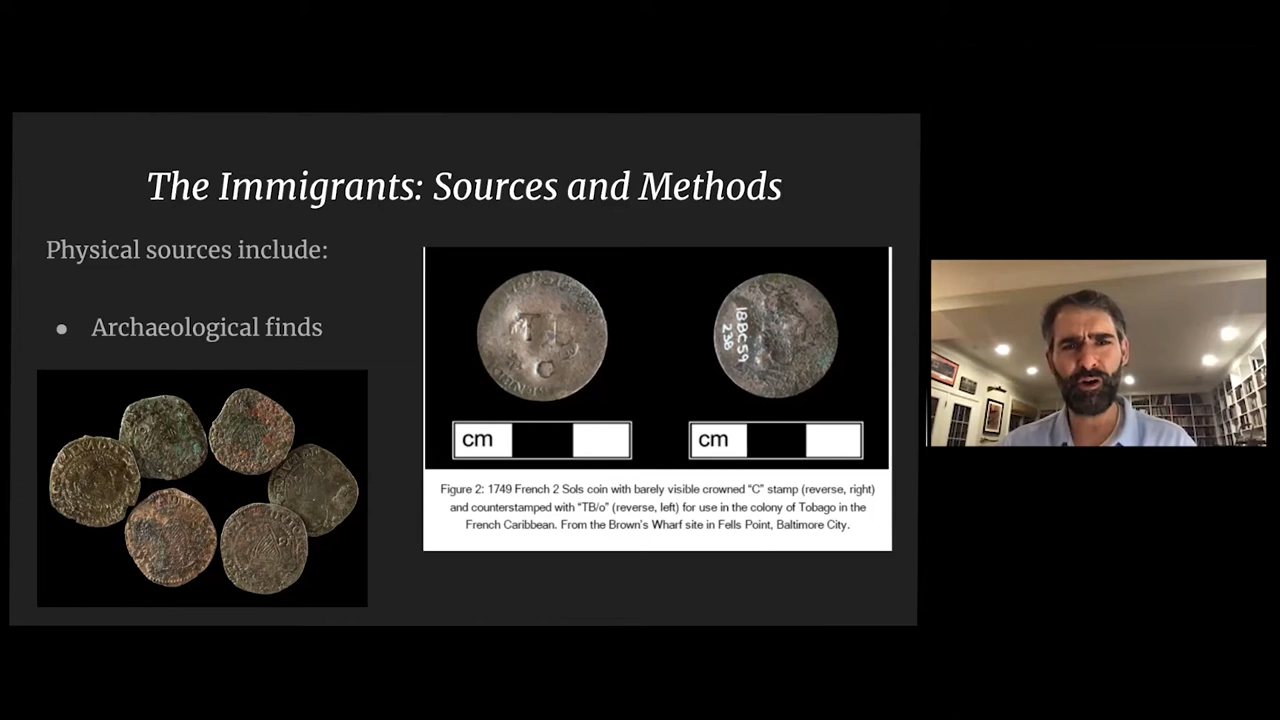 The Immigrants: Sources and Methods
Physical sources include:
● Archaeological finds
18BC59
238
cm
cm
Figure 2: 1749 French 2 Sols coin with barely visible crowned "C" stamp (reverse, right)
and counterstamped with "TB/o" (reverse, left) for use in the colony of Tobago in the
French Caribbean. From the Brown's Wharf site in Fells Point, Baltimore City.